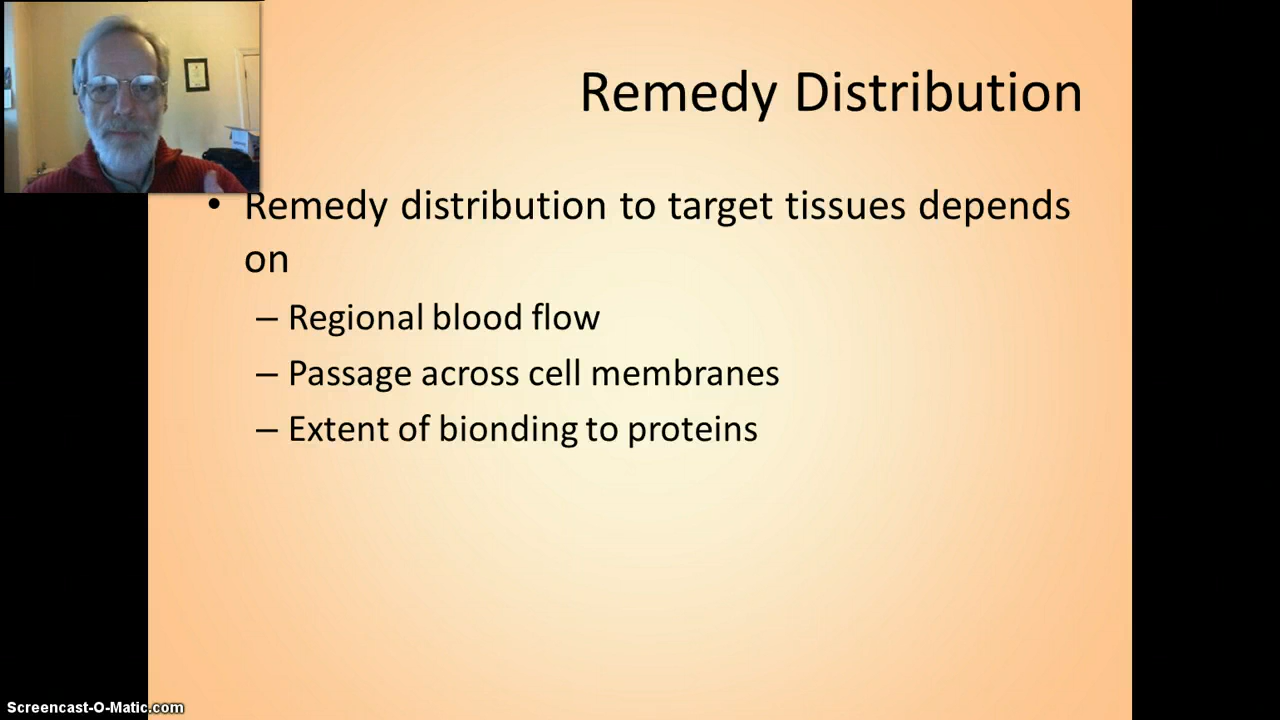 Remedy Distribution
• Remedy distribution to target tissues depends
on
– Regional blood flow
– Passage across cell membranes
– Extent of bionding to proteins
Screencast-O-Matic.com